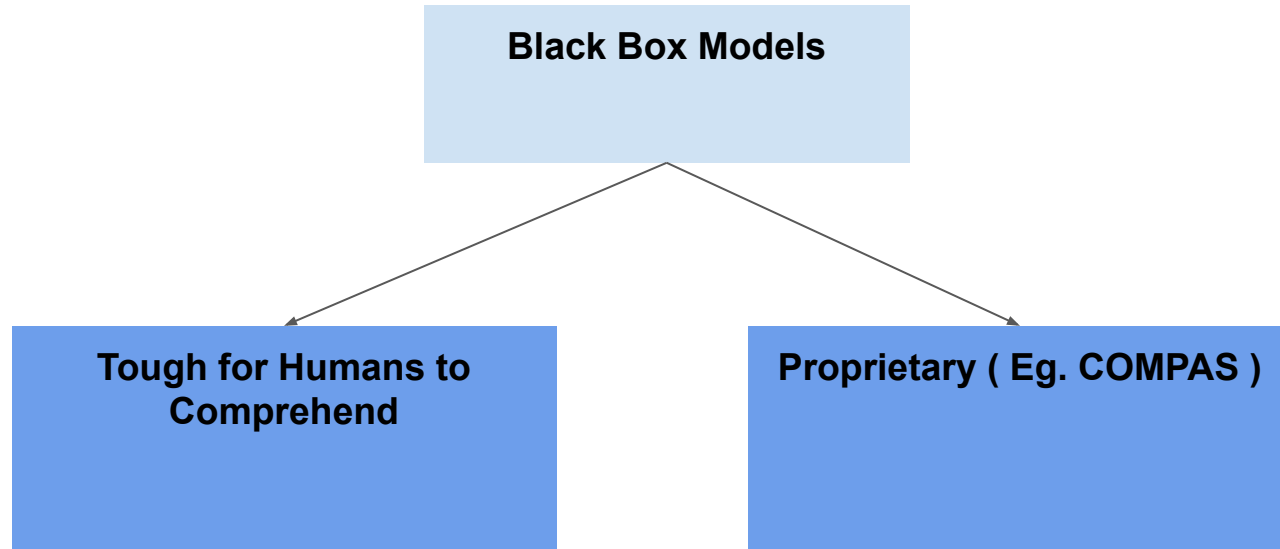 Black Box Models
Tough for Humans to
Comprehend
Proprietary ( Eg. COMPAS )